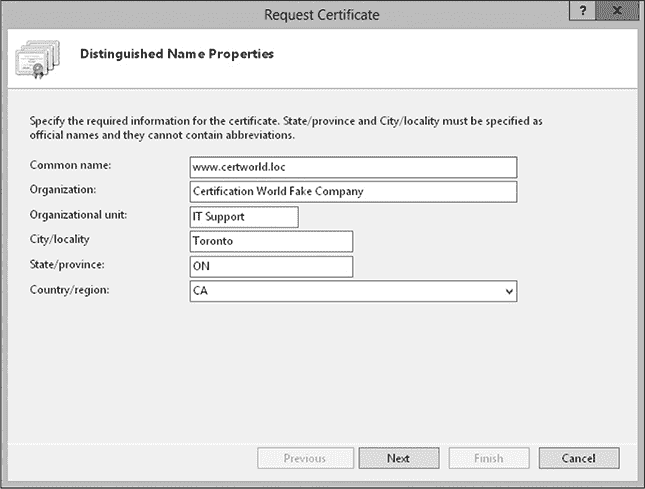 Request Certificate
? X
Distinguished Name Properties
Specify the required information for the certificate. State/province and City/locality must be specified as
official names and they cannot contain abbreviations.
Common name: www.certworld.loc
Organization: Certification World Fake Company
Organizational unit: IT Support
City/locality Toronto
State/province: ON
Country/region: CA
Previous Next Finish Cancel